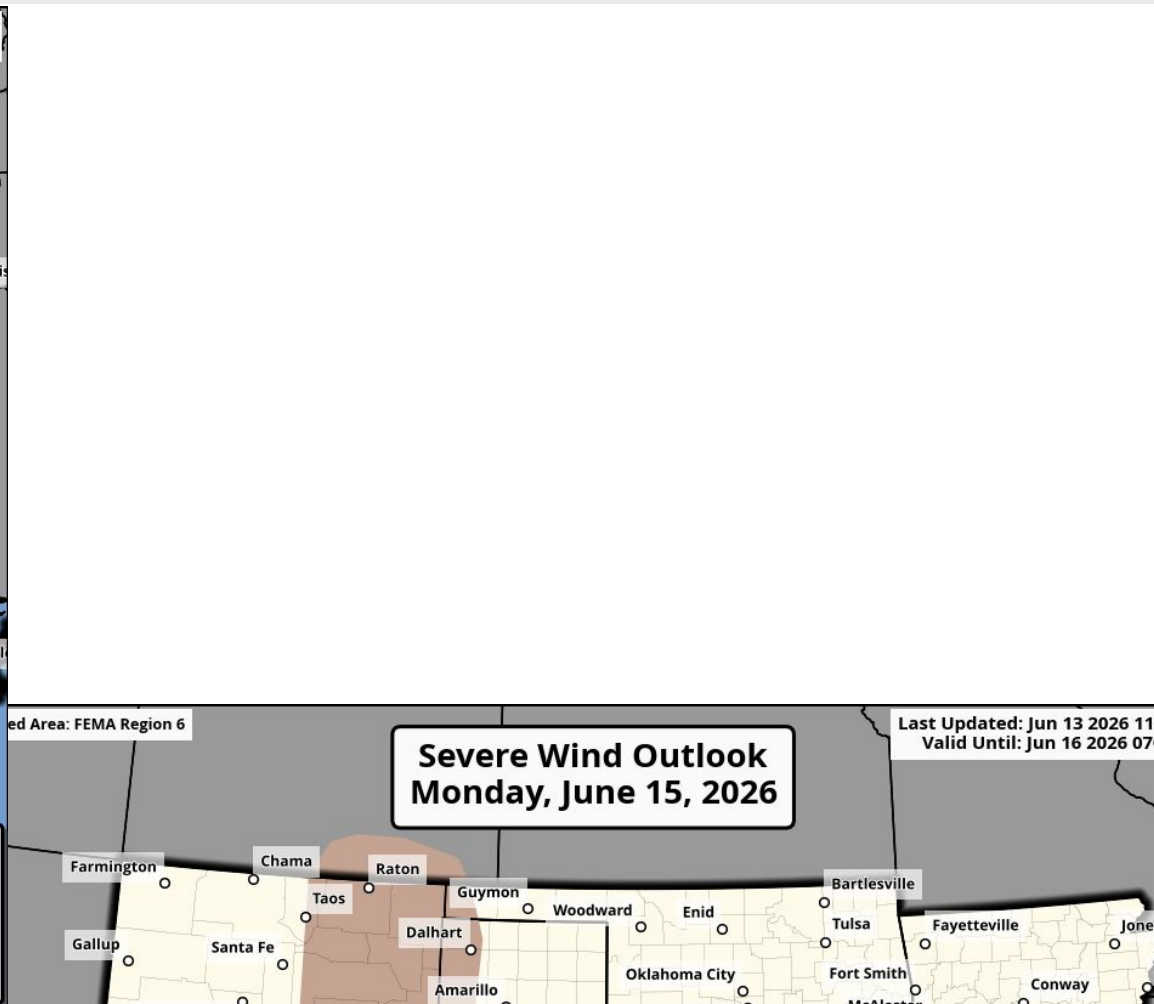 ed Area: FEMA Region 6
Last Updated: Jun 13 2026 11
Valid Until: Jun 16 2026 07
Severe Wind Outlook
Monday, June 15, 2026
Farmington
Chama
Raton
Guymon
Bartlesville
Taos
Woodward
Enid
Tulsa
Fayetteville
Jone
Gallup
Santa Fe
Dalhart
Oklahoma City
Fort Smith
Conway
Amarillo
McAlester